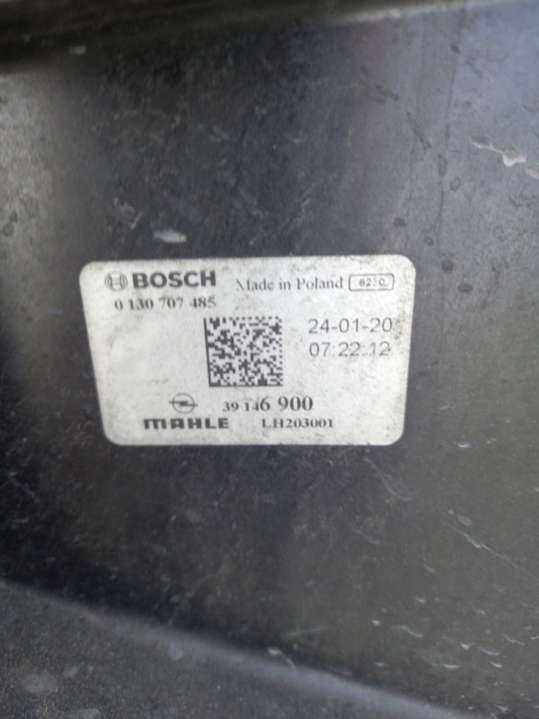 BOSCH Made in Poland 6230
0 130 707 485
24-01-20
07:22:12
39 146 900
MAHLE LH203001